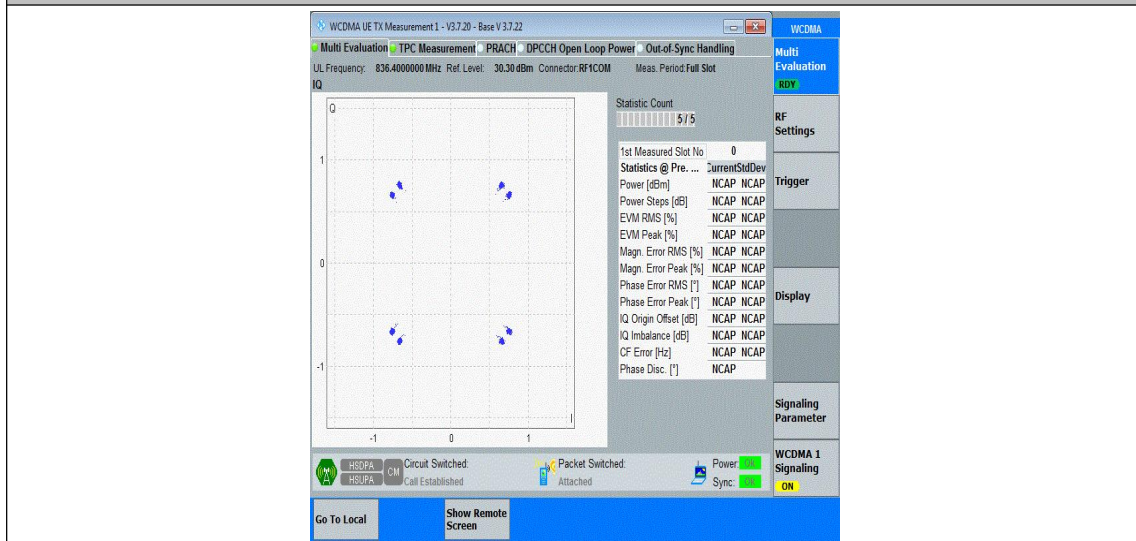 WCDMA UE TX Measurement 1 - V3.7.20 - Base V 3.7.22
WCDMA
Multi Evaluation TPC Measurement PRACH DPCCH Open Loop Power Out-of-Sync Handling
Multi Evaluation
RDY
UL Frequency: 836.4000000 MHz Ref. Level: 30.30 dBm Connector:RF1COM Meas. Period:Full Slot
IQ
Q
1
0
-1
-1 0 1
I
Statistic Count
5 / 5
1st Measured Slot No 0
Statistics @ Pre. ... CurrentStdDev
Power [dBm] NCAP NCAP
Power Steps [dB] NCAP NCAP
EVM RMS [%] NCAP NCAP
EVM Peak [%] NCAP NCAP
Magn. Error RMS [%] NCAP NCAP
Magn. Error Peak [%] NCAP NCAP
Phase Error RMS [°] NCAP NCAP
Phase Error Peak [°] NCAP NCAP
IQ Origin Offset [dB] NCAP NCAP
IQ Imbalance [dB] NCAP NCAP
CF Error [Hz] NCAP NCAP
Phase Disc. [°] NCAP
RF
Settings
Trigger
Display
Signaling
Parameter
WCDMA 1
Signaling
ON
HSDPA
HSUPA
CM
Circuit Switched:
Call Established
Packet Switched:
Attached
Power: OK
Sync: OK
Go To Local
Show Remote
Screen